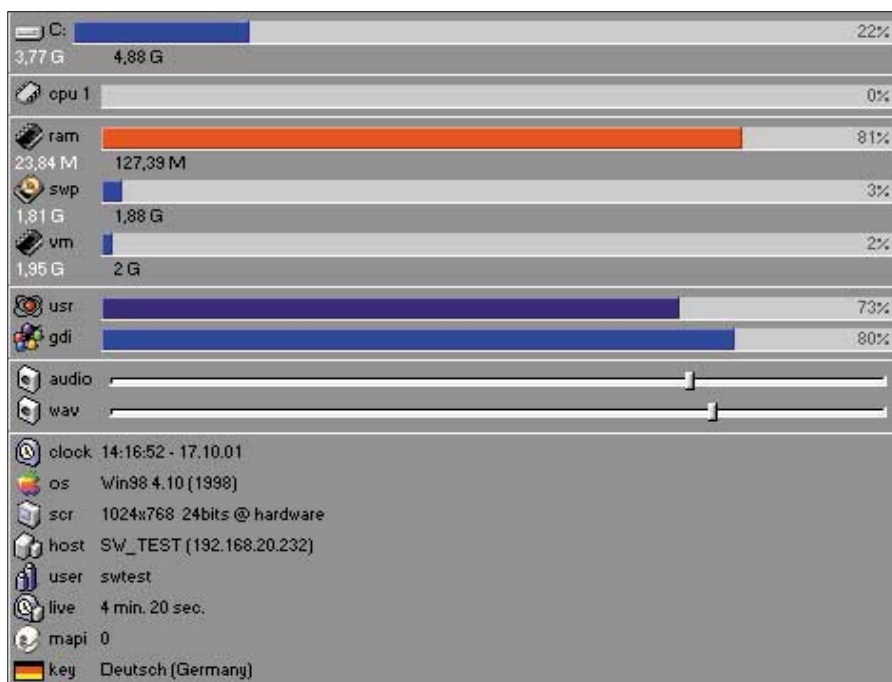 C: 22%
3,77 G 4,88 G
cpu 1 0%
ram 81%
23,84 M 127,39 M
swp 3%
1,81 G 1,88 G
vm 2%
1,95 G 2 G
usr 73%
gdi 80%
audio
wav
clock 14:16:52 - 17.10.01
os Win98 4.10 (1998)
scr 1024x768 24bits @ hardware
host SW_TEST (192.168.20.232)
user swtest
live 4 min. 20 sec.
mapi 0
key Deutsch (Germany)